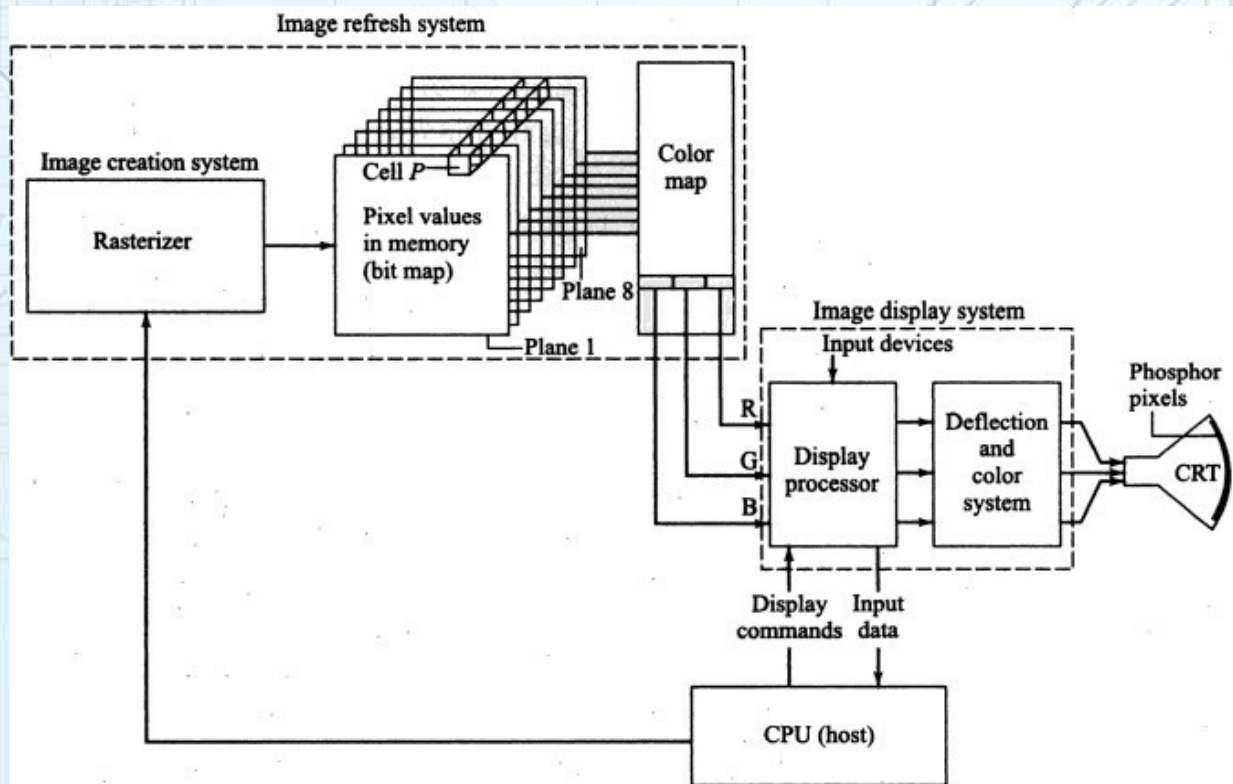 Image refresh system
Image creation system
Rasterizer
Cell P
Pixel values
in memory
(bit map)
Plane 8
Plane 1
Color
map
Image display system
Input devices
R
G
B
Display
processor
Deflection
and
color
system
Phosphor
pixels
CRT
Display
commands
Input
data
CPU (host)